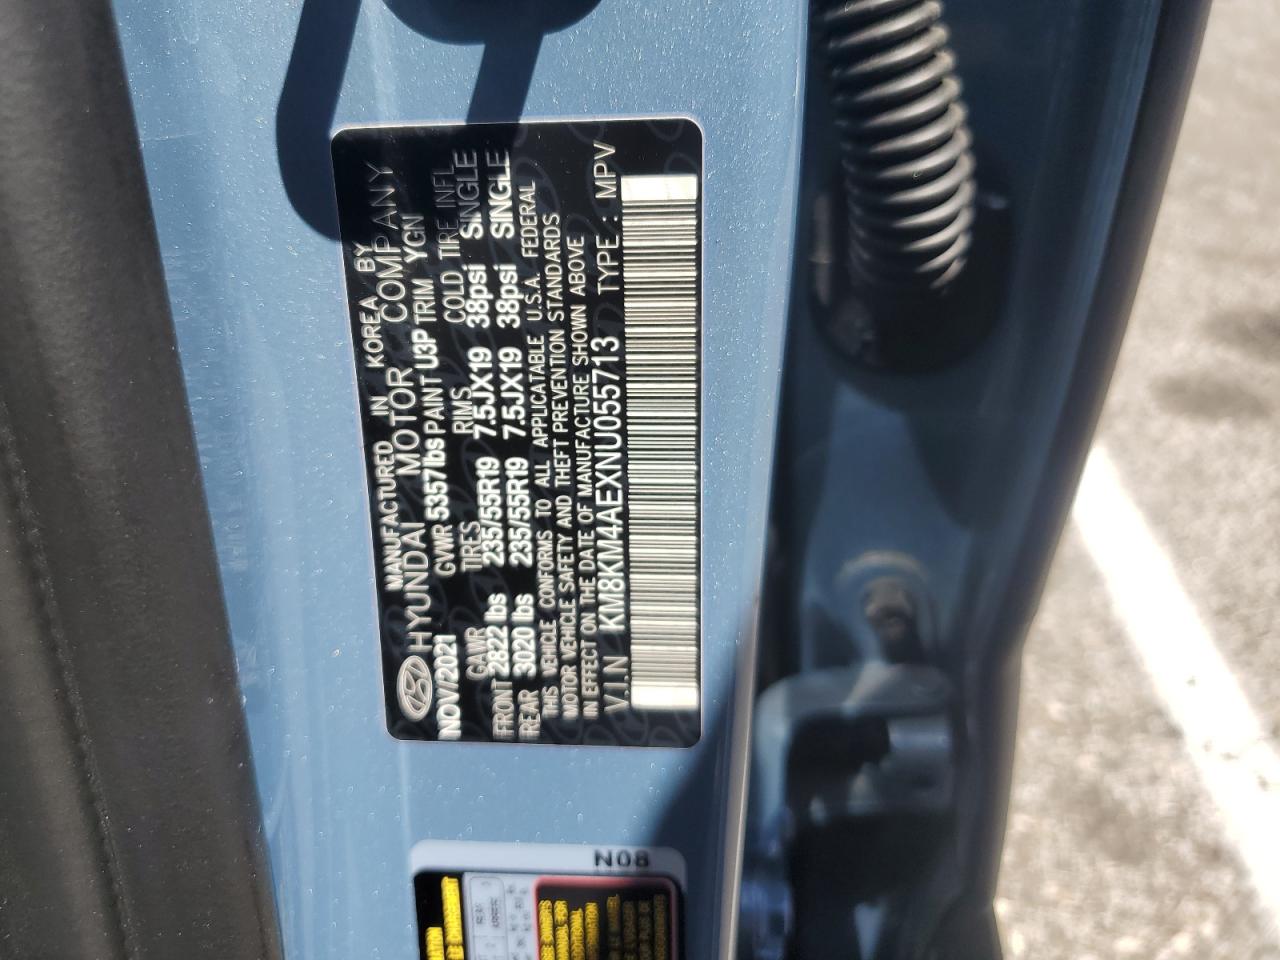 MANUFACTURED IN KOREA BY
HYUNDAI MOTOR COMPANY
NOV/2021 GVWR 5357lbs PAINT U3P TRIM YGN
GAWR TIRES RIMS COLD TIRE INFL
FRONT 2822 lbs 235/55R19 7.5JX19 38psi SINGLE
REAR 3020 lbs 235/55R19 7.5JX19 38psi SINGLE
THIS VEHICLE CONFORMS TO ALL APPLICATABLE U.S.A. FEDERAL
MOTOR VEHICLE SAFETY AND THEFT PREVENTION STANDARDS
IN EFFECT ON THE DATE OF MANUFACTURE SHOWN ABOVE
V.I.N KM8KM4AEXNU055713 TYPE : MPV
N08